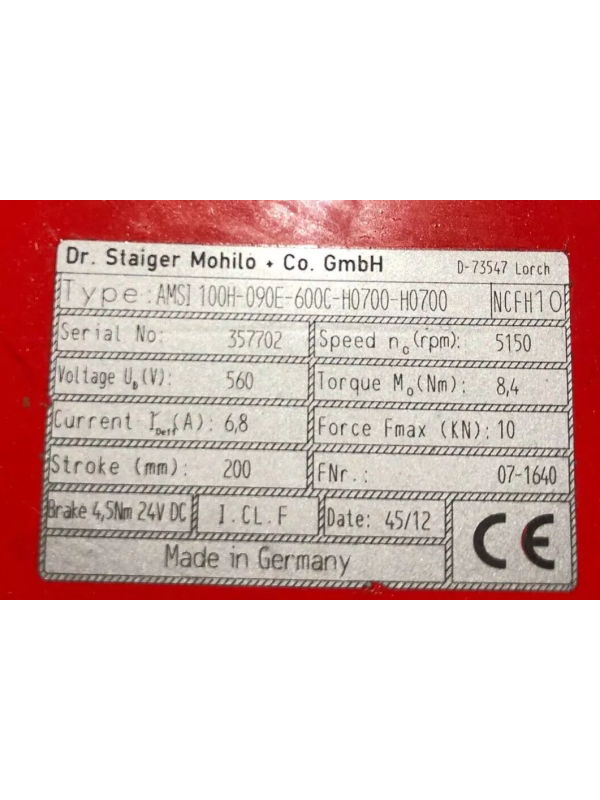 Dr. Staiger Mohilo + Co. GmbH D-73547 Lorch
Type: AMSI 100H-090E-600C-H0700-H0700 NCFH10
Serial No: 357702 Speed n₀(rpm): 5150
Voltage U_D(V): 560 Torque M₀(Nm): 8,4
Current I_Deff(A): 6,8 Force Fmax (KN): 10
Stroke (mm): 200 FNr.: 07-1640
Brake 4,5Nm 24V DC I.CL.F Date: 45/12 CE
Made in Germany